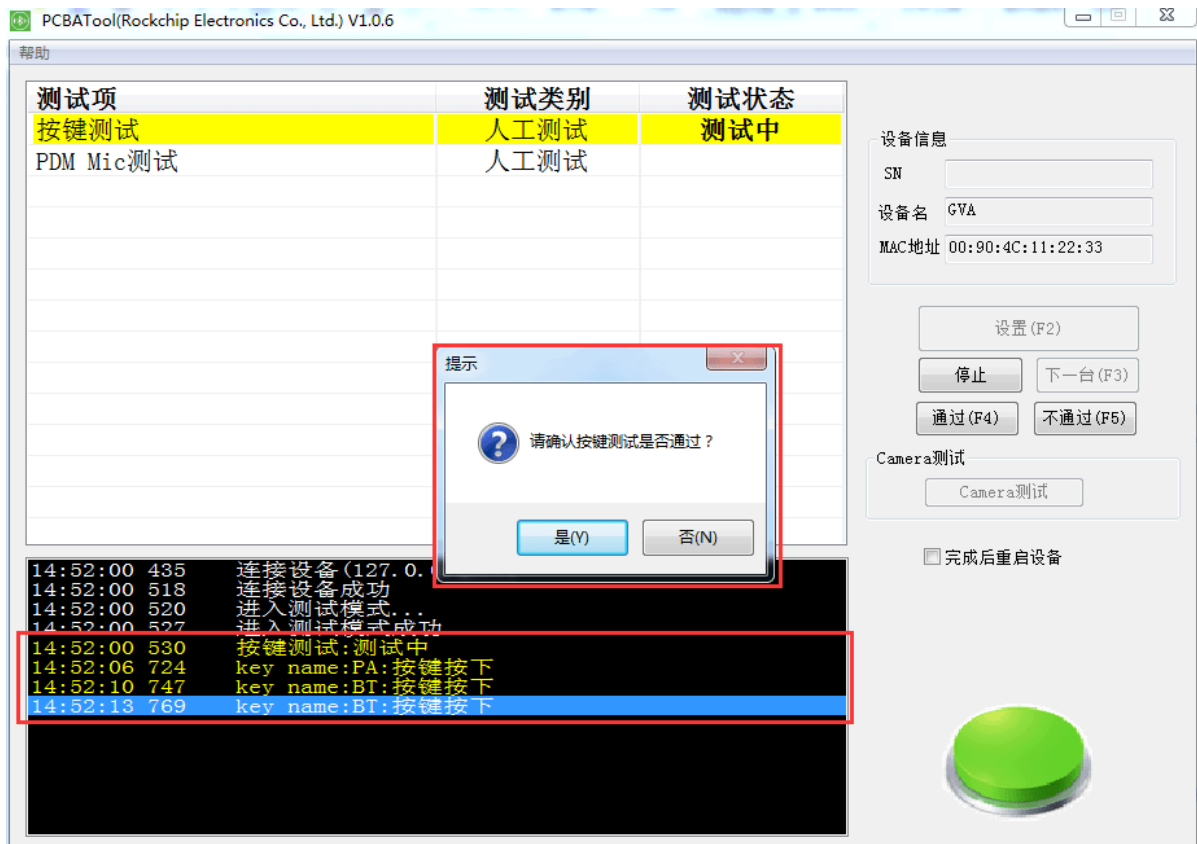 PCBATool(Rockchip Electronics Co., Ltd.) V1.0.6
帮助
测试项 测试类别 测试状态
按键测试 人工测试 测试中
PDM Mic测试 人工测试
设备信息
SN
设备名 GVA
MAC地址 00:90:4C:11:22:33
设置(F2)
停止 下一台(F3)
通过(F4) 不通过(F5)
Camera测试
Camera测试
完成后重启设备
提示
请确认按键测试是否通过？
是(Y) 否(N)
14:52:00 435 连接设备(127.0.
14:52:00 518 连接设备成功
14:52:00 520 进入测试模式...
14:52:00 527 进入测试模式成功
14:52:00 530 按键测试:测试中
14:52:06 724 key name:PA:按键按下
14:52:10 747 key name:BT:按键按下
14:52:13 769 key name:BT:按键按下